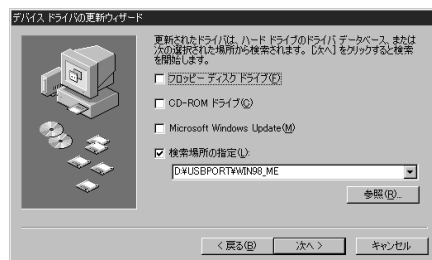 デバイス ドライバの更新ウィザード
更新されたドライバは、ハード ドライブのドライバ データベース、または
次の選択された場所から検索されます。[次へ] をクリックすると検索
を開始します。
フロッピー ディスク ドライブ(F)
CD-ROM ドライブ(C)
Microsoft Windows Update(M)
検索場所の指定(L):
D:¥USBPORT¥WIN98_ME
参照(R)...
< 戻る(B)
次へ >
キャンセル